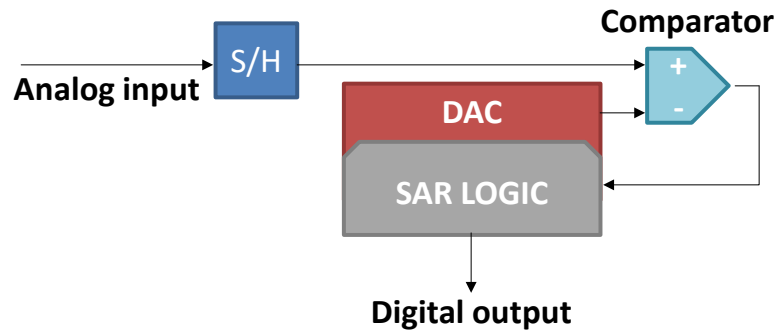 Comparator
S/H
+
Analog input
DAC
-
SAR LOGIC
Digital output